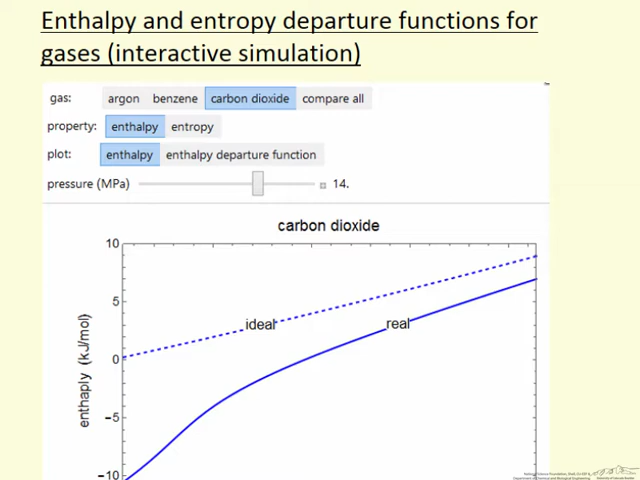 Enthalpy and entropy departure functions for
gases (interactive simulation)
gas: argon benzene carbon dioxide compare all
property: enthalpy entropy
plot: enthalpy enthalpy departure function
pressure (MPa) 14.
carbon dioxide
10
5
0
−5
−10
enthaply (kJ/mol)
ideal
real